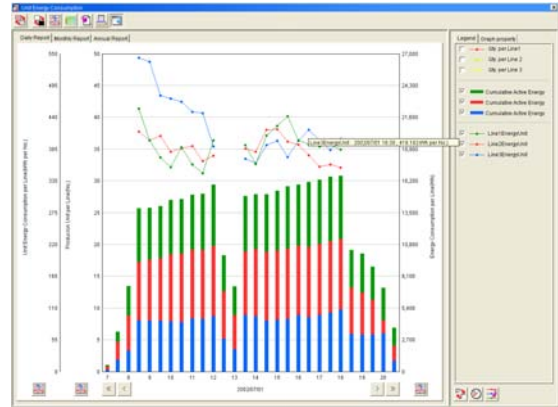 Unit Energy Consumption
Daily Report
Monthly Report
Annual Report
Legend
Graph property
Qty. per Line1
Qty. per Line 2
Qty. per Line 3
Cumulative Active Energy
Cumulative Active Energy
Cumulative Active Energy
Line1EnergyUnit
Line2EnergyUnit
Line3EnergyUnit
Unit Energy Consumption per Line(kWh per No.)
Production Unit per Line(No.)
Energy Consumption per Line(kWh)
550
495
440
385
330
275
220
165
110
55
0
50
45
40
35
30
25
20
15
10
5
0
27,000
21,600
18,900
16,200
13,500
10,800
8,100
5,400
2,700
0
7
8
9
10
11
12
13
14
15
16
17
18
19
20
2002/07/01